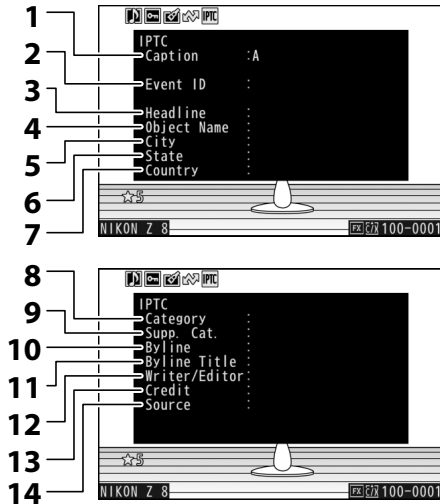 IPTC
IPTC
1 Caption :A
2 Event ID :
3 Headline :
4 Object Name :
5 City :
6 State :
7 Country :
5
NIKON Z 8 FX 100-0001
IPTC
IPTC
8 Category :
9 Supp. Cat. :
10 Byline :
11 Byline Title :
12 Writer/Editor:
13 Credit :
14 Source :
5
NIKON Z 8 FX 100-0001